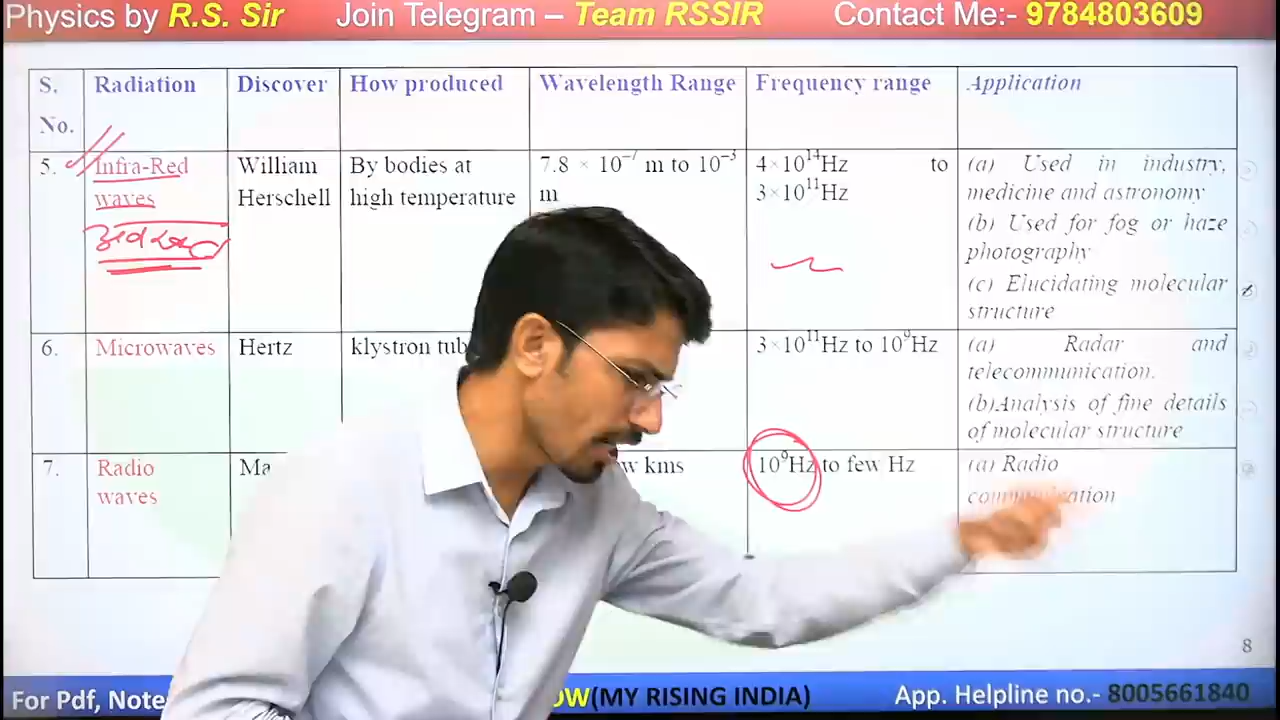 Physics by R.S. Sir Join Telegram – Team RSSIR Contact Me:- 9784803609
S. No. Radiation Discover How produced Wavelength Range Frequency range Application
5. Infra-Red waves
William Herschell
By bodies at high temperature
7.8 × 10⁻⁷ m to 10⁻³ m
4×10¹⁴Hz to 3×10¹¹Hz
(a) Used in industry,
medicine and astronomy
(b) Used for fog or haze
photography
(c) Elucidating molecular
structure
6. Microwaves Hertz klystron
3×10¹¹Hz to 10⁹Hz
(a) Radar and
telecommunication.
(b)Analysis of fine details
of molecular structure
7. Radio waves
kms
10⁹Hz to few Hz
(a) Radio
8
For Pdf, (MY RISING INDIA) App. Helpline no.- 8005661840